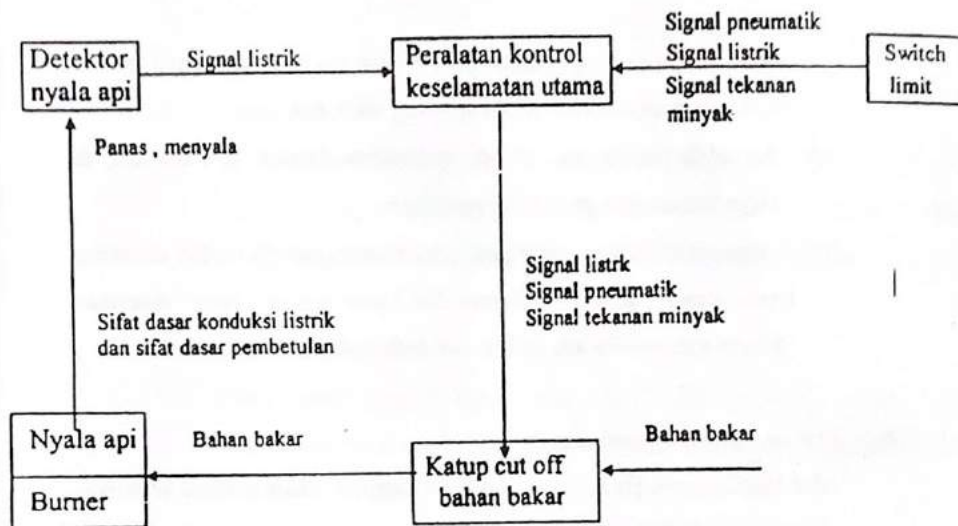 Detektor
nyala api
Signal listrik
Peralatan kontrol
keselamatan utama
Signal pneumatik
Signal listrik
Signal tekanan
minyak
Switch
limit
Panas , menyala
Signal listrk
Signal pneumatik
Signal tekanan minyak
Sifat dasar konduksi listrik
dan sifat dasar pembetulan
Nyala api
Burner
Bahan bakar
Katup cut off
bahan bakar
Bahan bakar